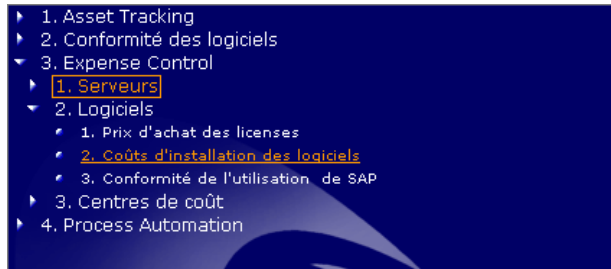 1. Asset Tracking
2. Conformité des logiciels
3. Expense Control
1. Serveurs
2. Logiciels
1. Prix d'achat des licenses
2. Coûts d'installation des logiciels
3. Conformité de l'utilisation de SAP
3. Centres de coût
4. Process Automation